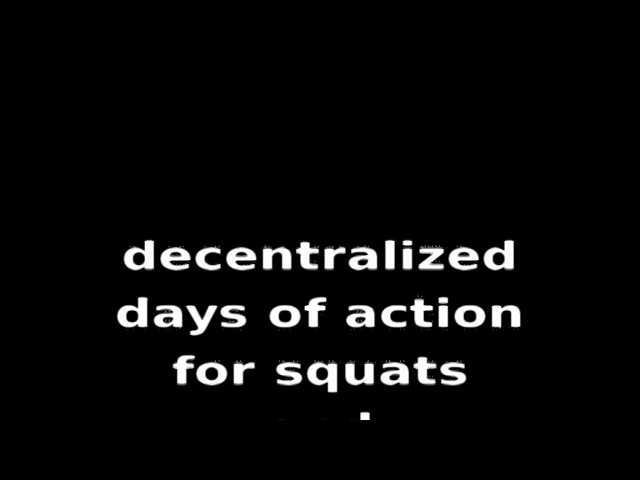 decentralized
days of action
for squats